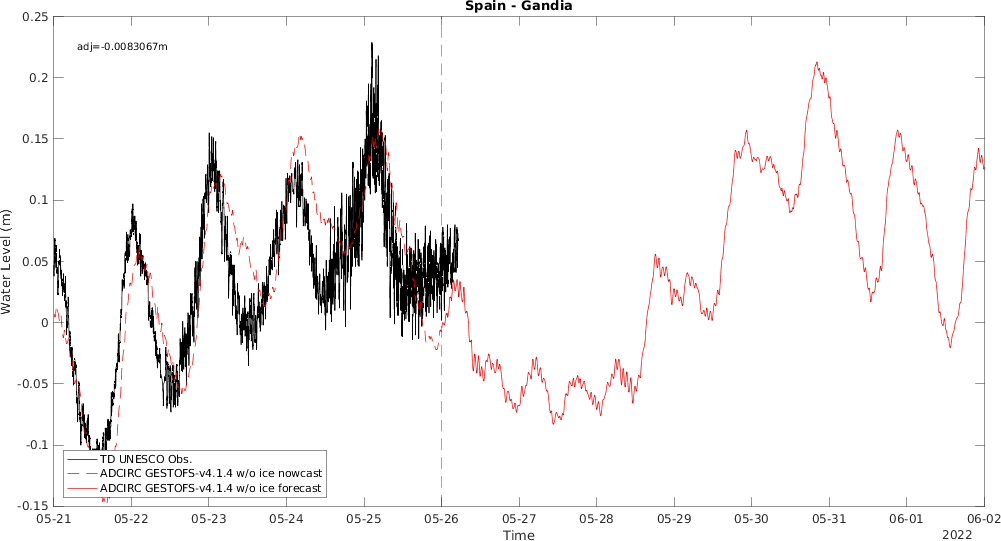 Spain - Gandia
adj=-0.0083067m
Water Level (m)
0.25
0.2
0.15
0.1
0.05
0
-0.05
-0.1
-0.15
TD UNESCO Obs.
ADCIRC GESTOFS-v4.1.4 w/o ice nowcast
ADCIRC GESTOFS-v4.1.4 w/o ice forecast
05-21 05-22 05-23 05-24 05-25 05-26 05-27 05-28 05-29 05-30 05-31 06-01 06-02
Time
2022